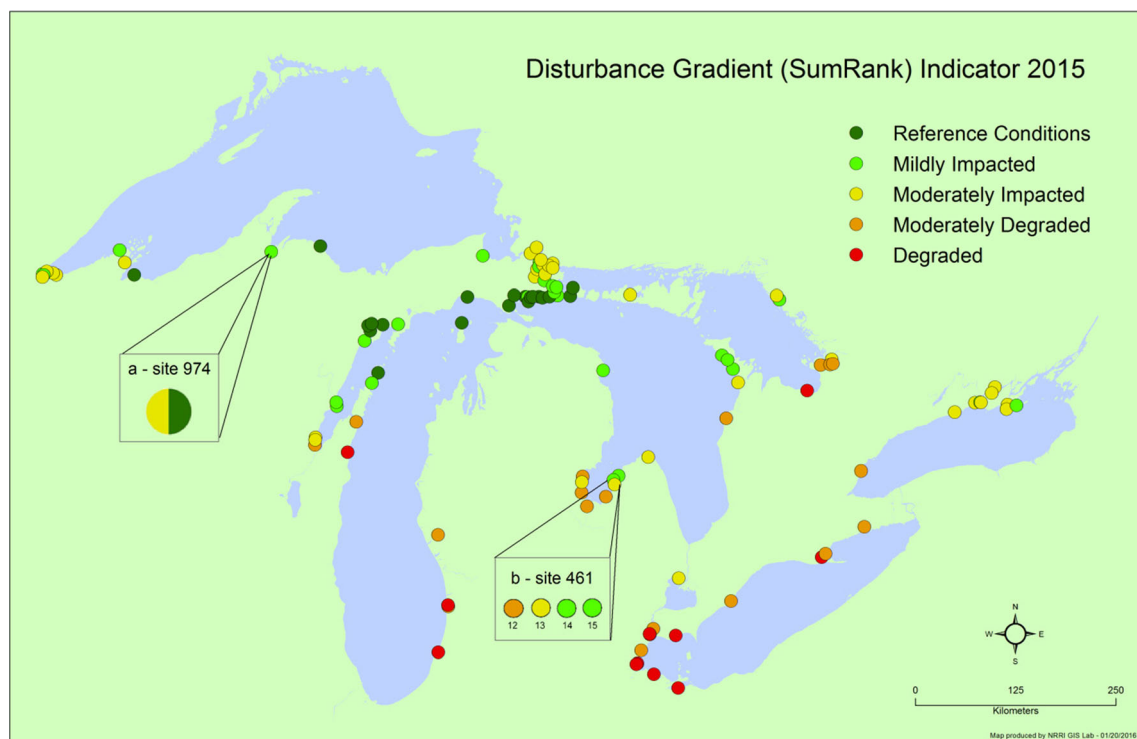 Disturbance Gradient (SumRank) Indicator 2015
Reference Conditions
Mildly Impacted
Moderately Impacted
Moderately Degraded
Degraded
a - site 974
b - site 461
12 13 14 15
N
W E
S
0 125 250
Kilometers
Map produced by NRRI GIS Lab - 01/20/2016